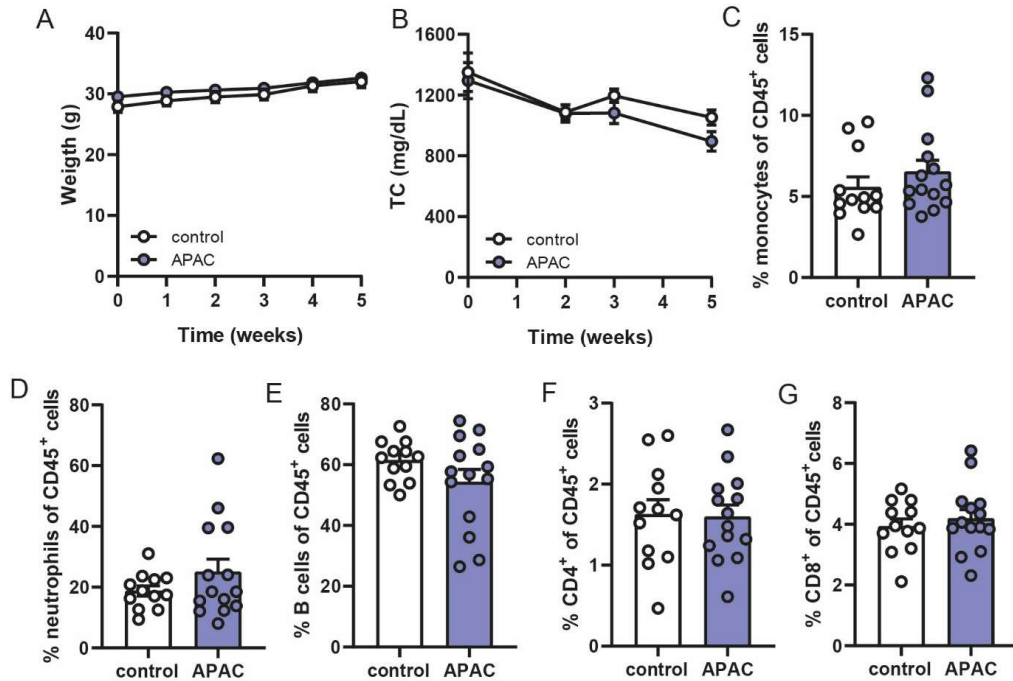 A
Weigth (g)
40
30
20
10
0
control
APAC
0 1 2 3 4 5
Time (weeks)
B
TC (mg/dL)
1600
1200
800
400
0
control
APAC
0 1 2 3 4 5
Time (weeks)
C
% monocytes of CD45+ cells
15
10
5
0
control APAC
D
% neutrophils of CD45+ cells
80
60
40
20
0
control APAC
E
% B cells of CD45+ cells
80
60
40
20
0
control APAC
F
% CD4+ of CD45+ cells
3
2
1
0
control APAC
G
% CD8+ of CD45+cells
8
6
4
2
0
control APAC